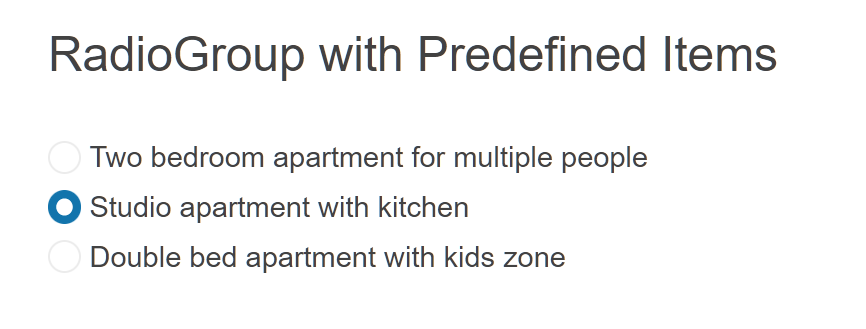 RadioGroup with Predefined Items
Two bedroom apartment for multiple people
Studio apartment with kitchen
Double bed apartment with kids zone